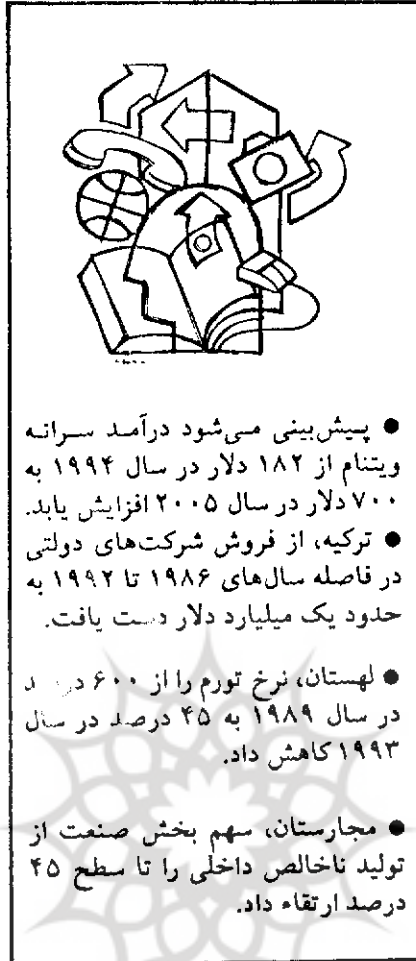 ● پیش‌بینی می‌شود درآمد سرانه
ویتنام از ۱۸۲ دلار در سال ۱۹۹۴ به
۷۰۰ دلار در سال ۲۰۰۵ افزایش یابد.
● ترکیه، از فروش شرکت‌های دولتی
در فاصله سال‌های ۱۹۸۶ تا ۱۹۹۲ به
حدود یک میلیارد دلار دست یافت.
● لهستان، نرخ تورم را از ۶۰۰ درصد
در سال ۱۹۸۹ به ۴۵ درصد در سال
۱۹۹۳ کاهش داد.
● مجارستان، سهم بخش صنعت از
تولید ناخالص داخلی را تا سطح ۴۵
درصد ارتقاء داد.